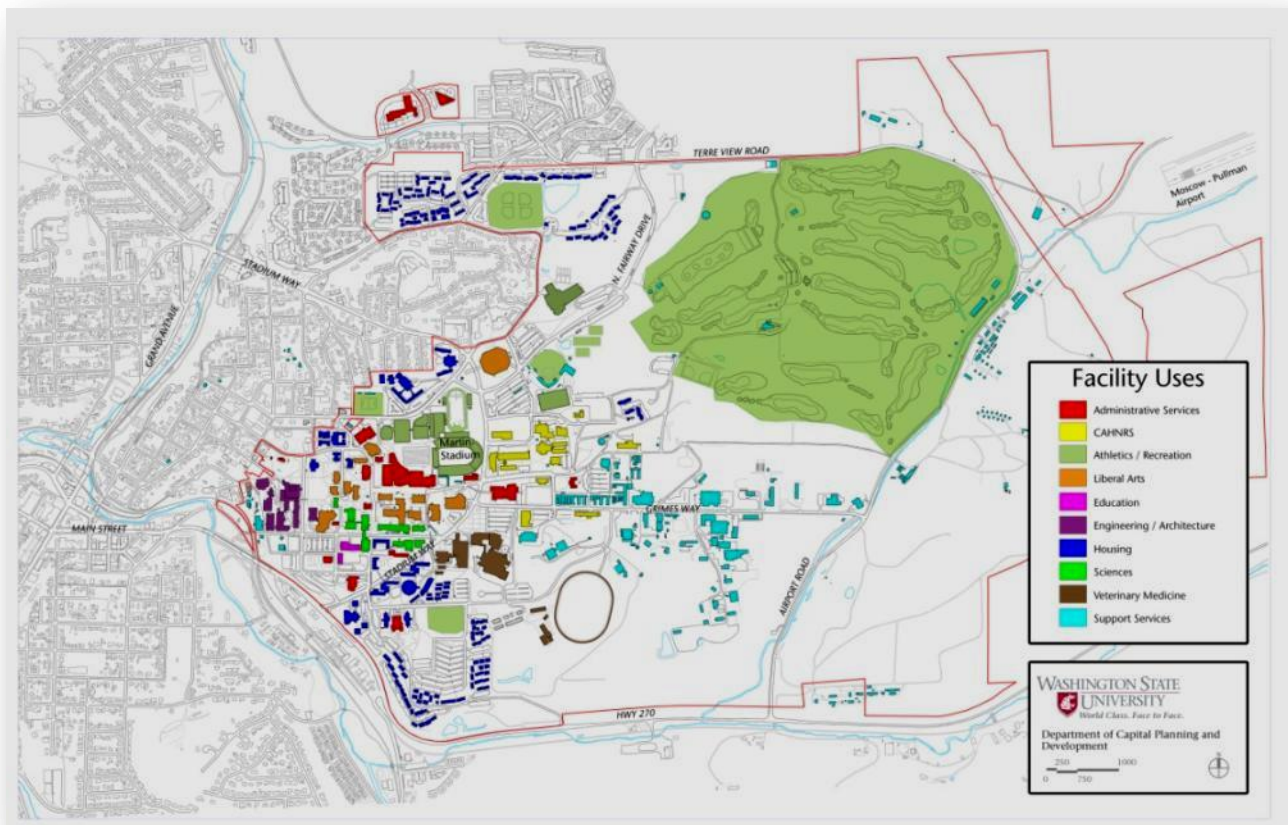 TERRE VIEW ROAD
Moscow - Pullman
Airport
N. FAIRWAY DRIVE
STADIUM WAY
GRAND AVENUE
Martin
Stadium
MAIN STREET
GRIMES WAY
STADIUM WAY
AIRPORT ROAD
HWY 270
Facility Uses
Administrative Services
CAHNRS
Athletics / Recreation
Liberal Arts
Education
Engineering / Architecture
Housing
Sciences
Veterinary Medicine
Support Services
WASHINGTON STATE
UNIVERSITY
World Class. Face to Face.
Department of Capital Planning and
Development
250 1000
0 750